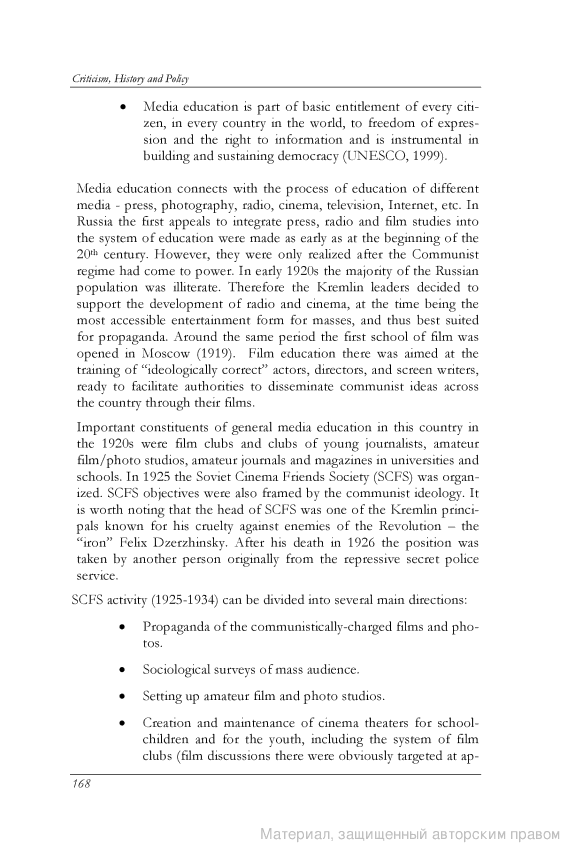 Criticism, History and Policy
• Media education is part of basic entitlement of every citi-
zen, in every country in the world, to freedom of expres-
sion and the right to information and is instrumental in
building and sustaining democracy (UNESCO, 1999).
Media education connects with the process of education of different
media - press, photography, radio, cinema, television, Internet, etc. In
Russia the first appeals to integrate press, radio and film studies into
the system of education were made as early as at the beginning of the
20th century. However, they were only realized after the Communist
regime had come to power. In early 1920s the majority of the Russian
population was illiterate. Therefore the Kremlin leaders decided to
support the development of radio and cinema, at the time being the
most accessible entertainment form for masses, and thus best suited
for propaganda. Around the same period the first school of film was
opened in Moscow (1919). Film education there was aimed at the
training of “ideologically correct” actors, directors, and screen writers,
ready to facilitate authorities to disseminate communist ideas across
the country through their films.
Important constituents of general media education in this country in
the 1920s were film clubs and clubs of young journalists, amateur
film/photo studios, amateur journals and magazines in universities and
schools. In 1925 the Soviet Cinema Friends Society (SCFS) was organ-
ized. SCFS objectives were also framed by the communist ideology. It
is worth noting that the head of SCFS was one of the Kremlin princi-
pals known for his cruelty against enemies of the Revolution – the
“iron” Felix Dzerzhinsky. After his death in 1926 the position was
taken by another person originally from the repressive secret police
service.
SCFS activity (1925-1934) can be divided into several main directions:
• Propaganda of the communistically-charged films and pho-
tos.
• Sociological surveys of mass audience.
• Setting up amateur film and photo studios.
• Creation and maintenance of cinema theaters for school-
children and for the youth, including the system of film
clubs (film discussions there were obviously targeted at ap-
168
Материал, защищенный авторским правом